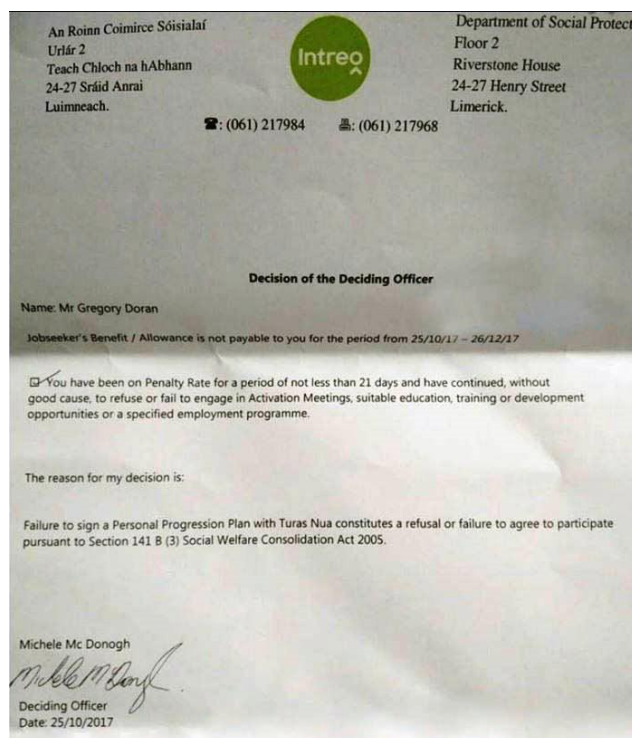 An Roinn Coimirce Sóisialaí
Urlár 2
Teach Chloch na hAbhann
24-27 Sráid Anrai
Luimneach.
Intreo
Department of Social Protect
Floor 2
Riverstone House
24-27 Henry Street
Limerick.
☎: (061) 217984 🖷: (061) 217968
Decision of the Deciding Officer
Name: Mr Gregory Doran
Jobseeker's Benefit / Allowance is not payable to you for the period from 25/10/17 – 26/12/17
☑ You have been on Penalty Rate for a period of not less than 21 days and have continued, without
good cause, to refuse or fail to engage in Activation Meetings, suitable education, training or development
opportunities or a specified employment programme.
The reason for my decision is:
Failure to sign a Personal Progression Plan with Turas Nua constitutes a refusal or failure to agree to participate
pursuant to Section 141 B (3) Social Welfare Consolidation Act 2005.
Michele Mc Donogh
Deciding Officer
Date: 25/10/2017